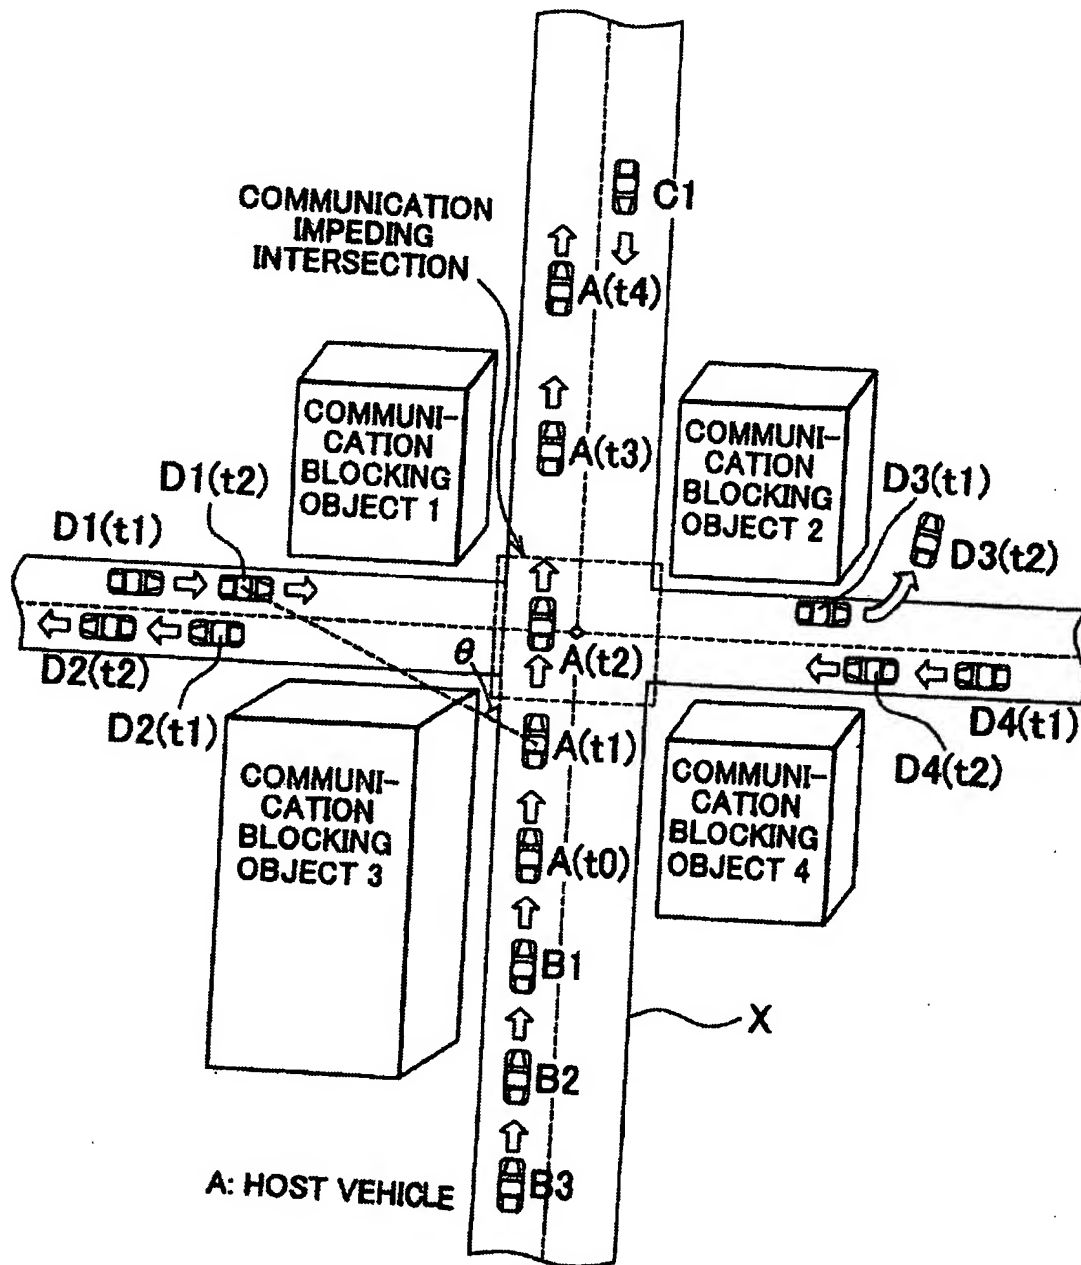 C1
COMMUNICATION
IMPEDING
INTERSECTION
A(t4)
COMMUNI-
CATION
BLOCKING
OBJECT 1
A(t3)
COMMUNI-
CATION
BLOCKING
OBJECT 2
D3(t1)
D1(t2)
D1(t1)
D3(t2)
θ
A(t2)
D2(t2)
D2(t1)
A(t1)
D4(t1)
D4(t2)
COMMUNI-
CATION
BLOCKING
OBJECT 3
COMMUNI-
CATION
BLOCKING
OBJECT 4
A(t0)
B1
X
B2
A: HOST VEHICLE
B3